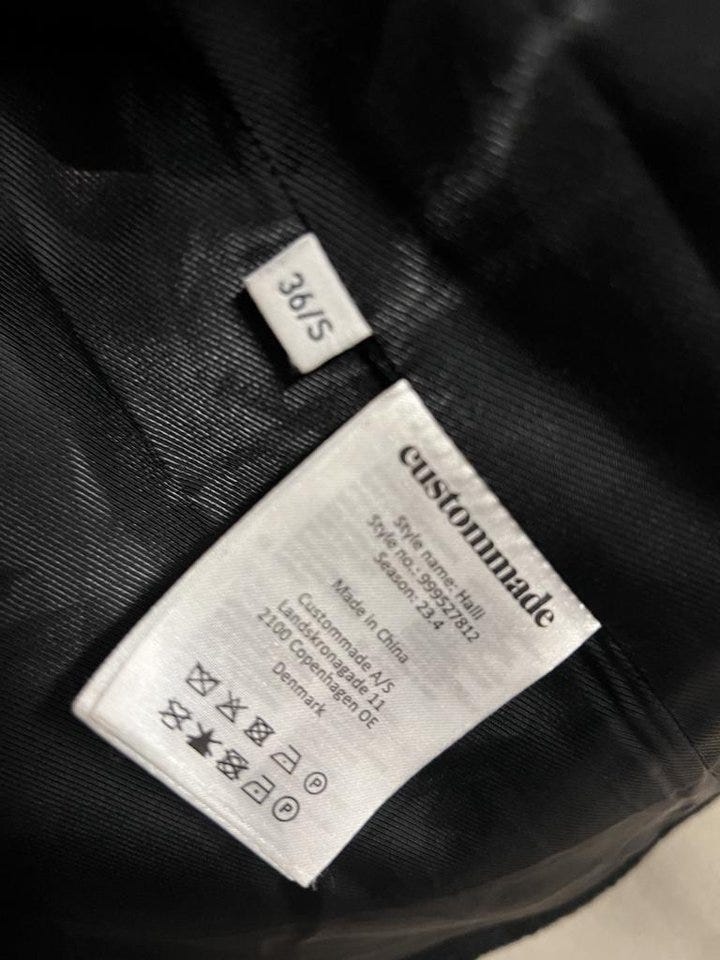 36/S
custommade
Style name: Halli
Style no.: 999527812
Season: 23.4
Made in China
Custommade A/S
Landskronagade 11
2100 Copenhagen OE
Denmark
P
P